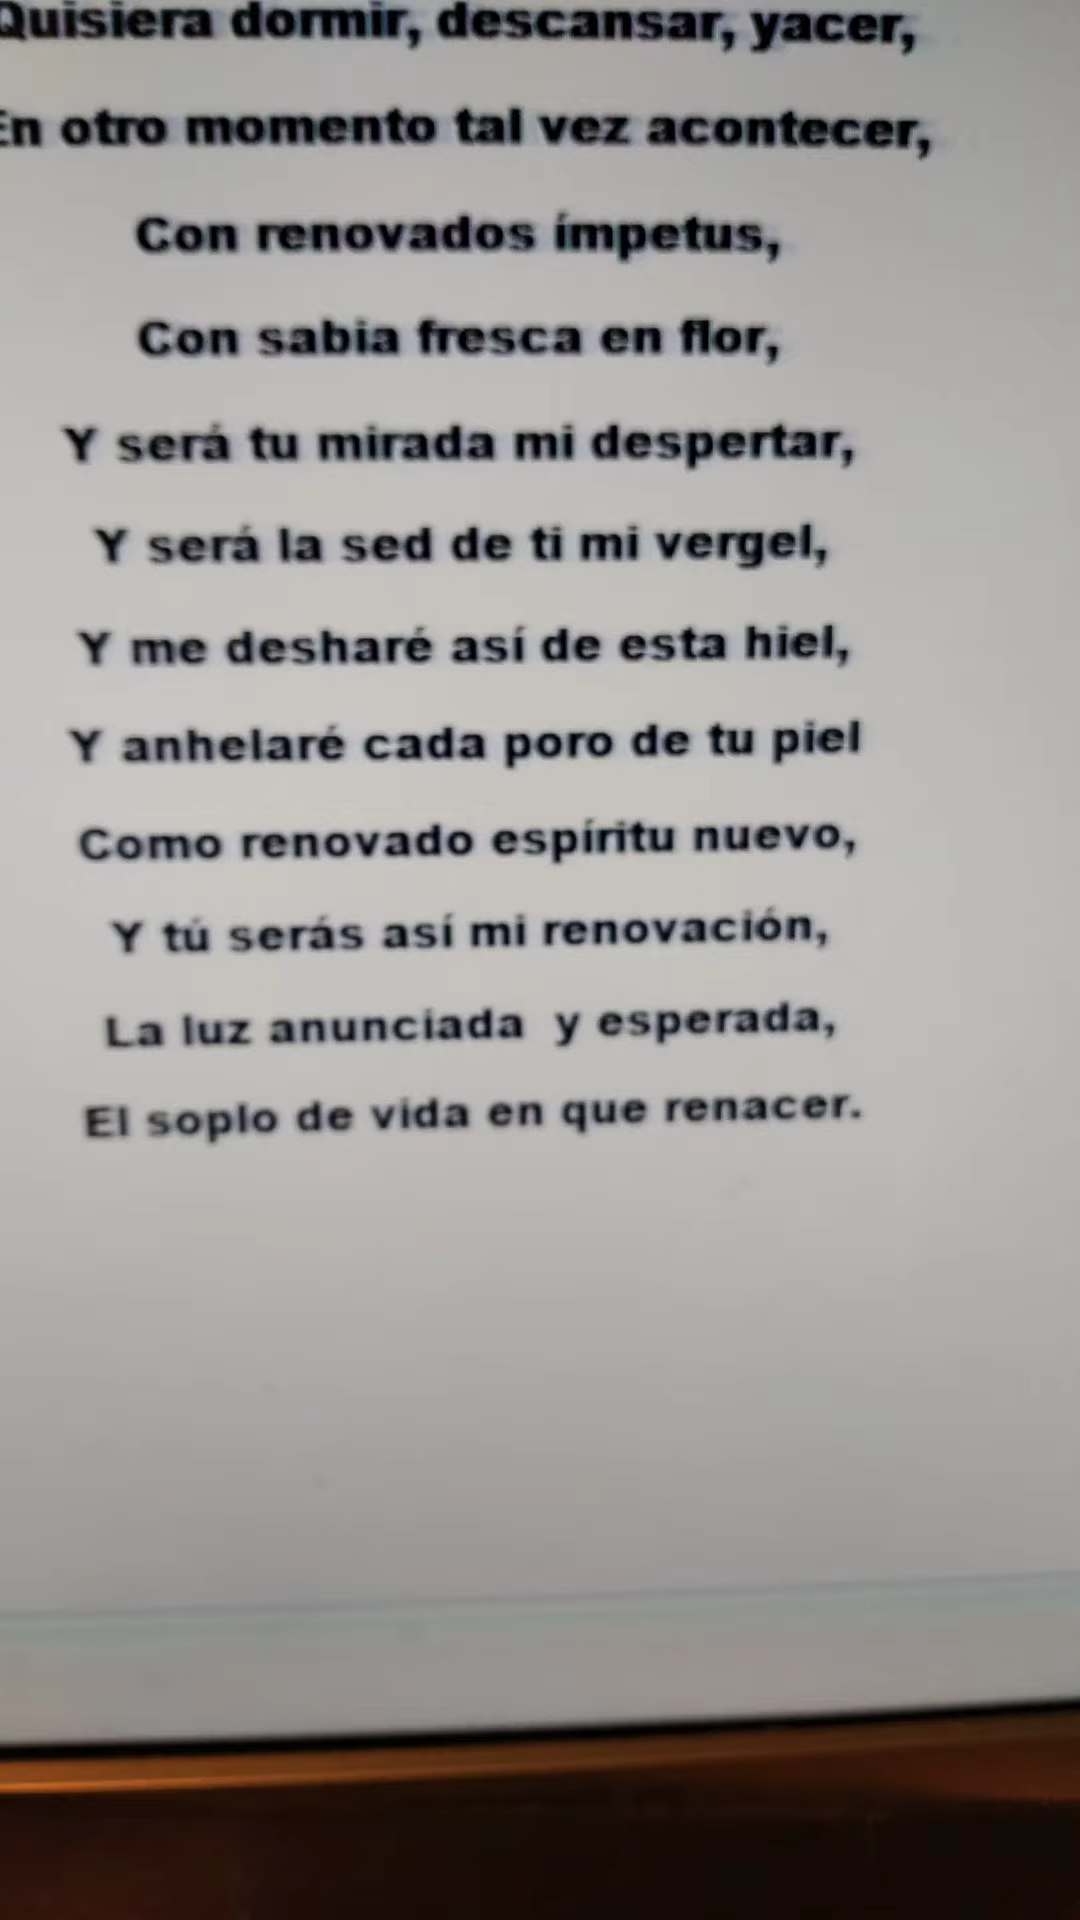 Quisiera dormir, descansar, yacer,
En otro momento tal vez acontecer,
Con renovados ímpetus,
Con sabia fresca en flor,
Y será tu mirada mi despertar,
Y será la sed de ti mi vergel,
Y me desharé así de esta hiel,
Y anhelaré cada poro de tu piel
Como renovado espíritu nuevo,
Y tú serás así mi renovación,
La luz anunciada y esperada,
El soplo de vida en que renacer.